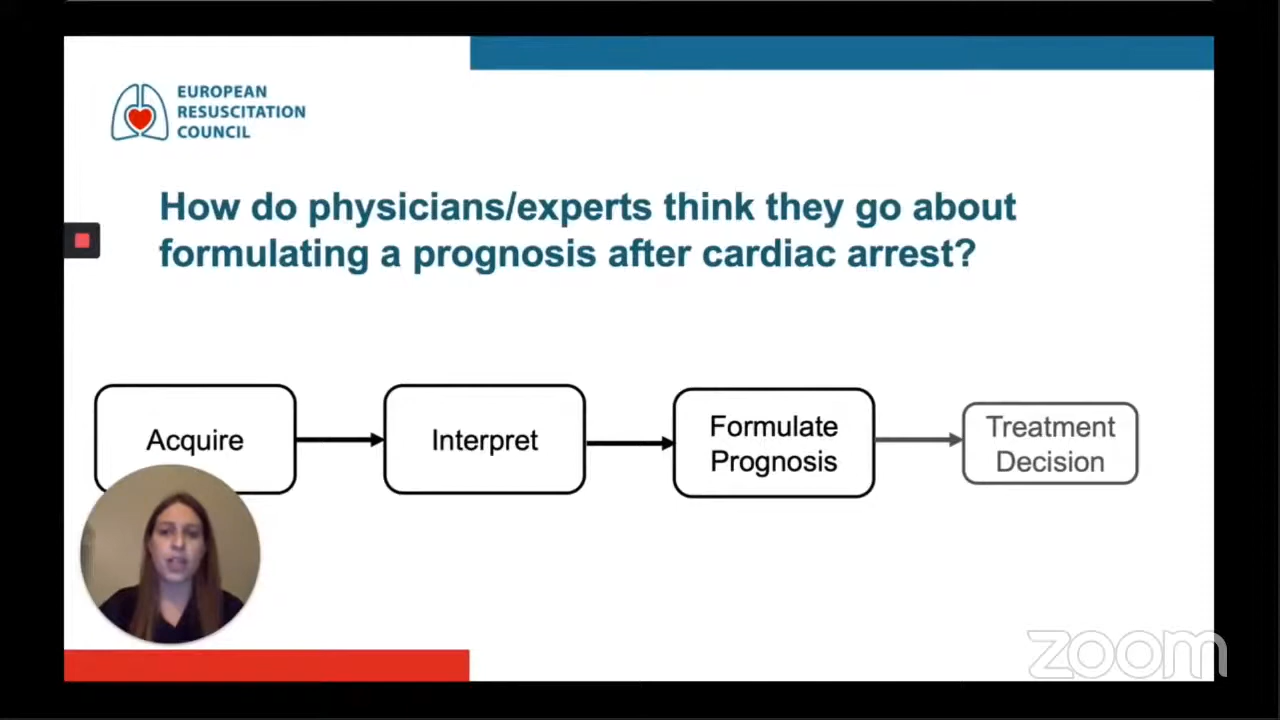 EUROPEAN
RESUSCITATION
COUNCIL
How do physicians/experts think they go about
formulating a prognosis after cardiac arrest?
Acquire
Interpret
Formulate
Prognosis
Treatment
Decision
zoom